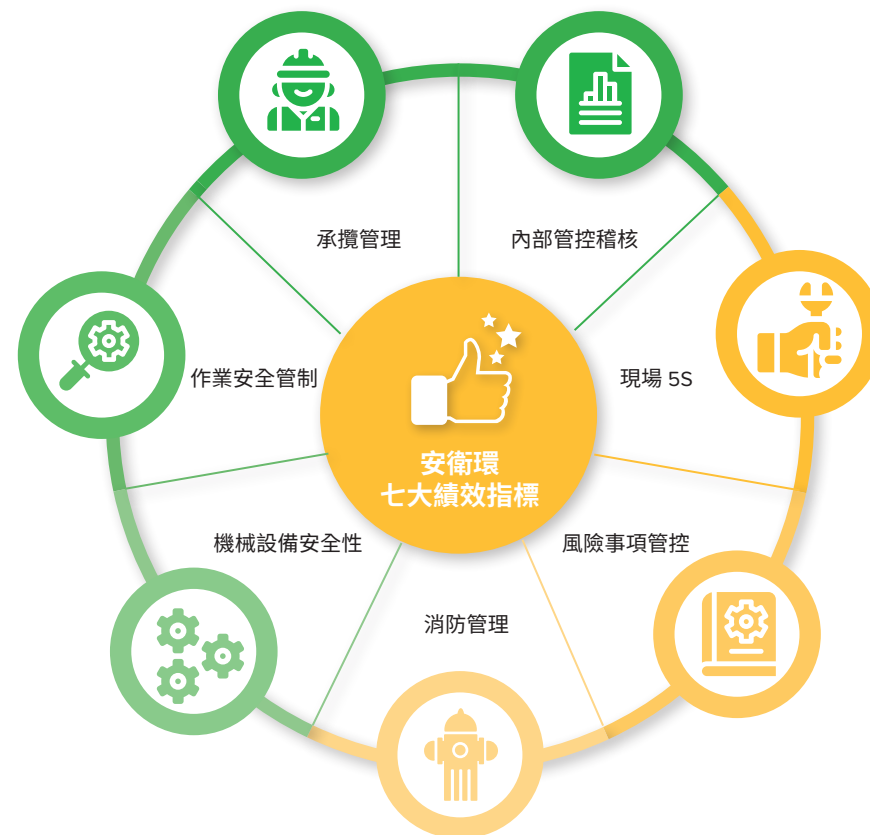 承攬管理
內部管控稽核
作業安全管制
現場 5S
安衛環
七大績效指標
機械設備安全性
風險事項管控
消防管理